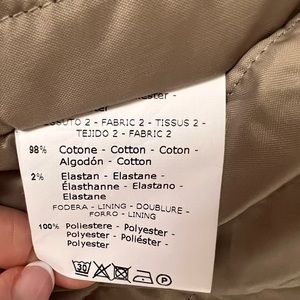 TESSUTO 2 - FABRIC 2 - TISSUS 2 -
TEJIDO 2 - FABRIC 2
98% Cotone - Cotton - Coton -
Algodón - Cotton
2% Elastan - Elastane -
Élasthanne - Elastano -
Elastane
FODERA - LINING - DOUBLURE -
FORRO - LINING
100% Poliestere - Polyester -
Polyester - Poliéster -
Polyester
30